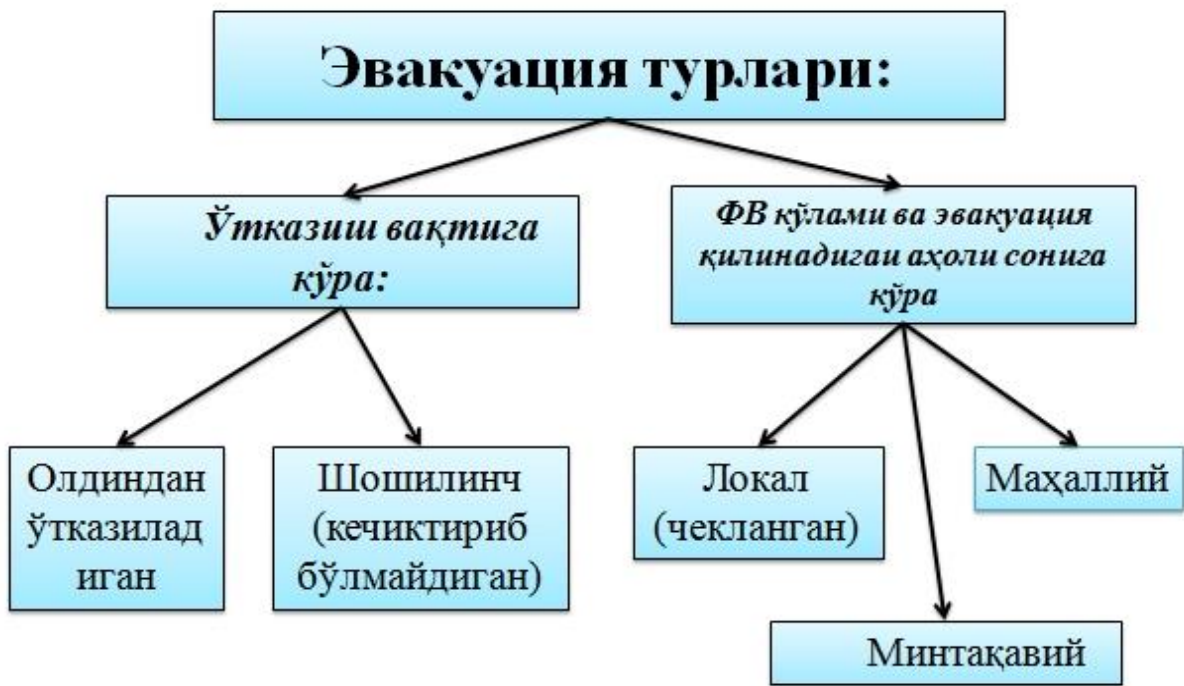 Эвакуация турлари:
Ўтказиш вақтига
кўра:
ФВ кўлами ва эвакуация
қилинадигаи аҳоли сонига
кўра
Олдиндан
ўтказилад
иган
Шошилинч
(кечиктириб
бўлмайдиган)
Локал
(чекланган)
Маҳаллий
Минтақавий